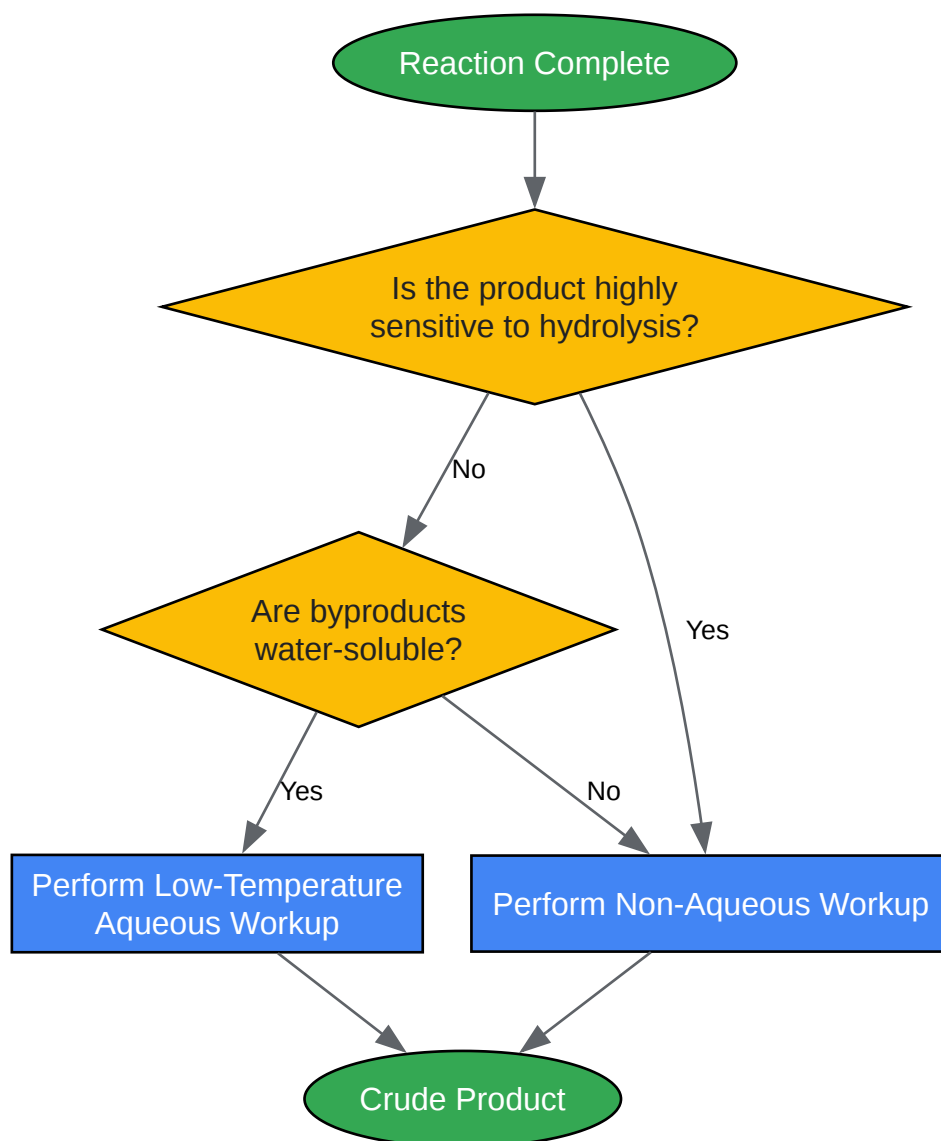 Reaction Complete
Is the product highly
sensitive to hydrolysis?
No
Are byproducts
water-soluble?
Yes
Yes
No
Perform Low-Temperature
Aqueous Workup
Perform Non-Aqueous Workup
Crude Product